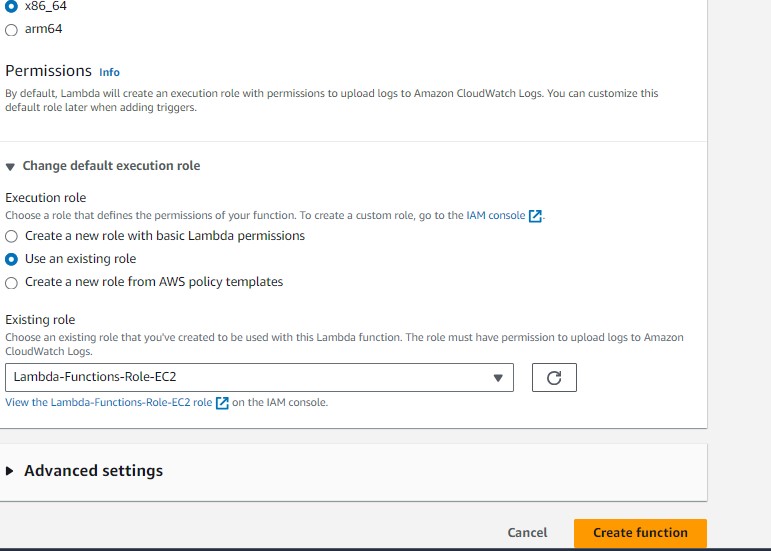 x86_64
arm64
Permissions Info
By default, Lambda will create an execution role with permissions to upload logs to Amazon CloudWatch Logs. You can customize this
default role later when adding triggers.
Change default execution role
Execution role
Choose a role that defines the permissions of your function. To create a custom role, go to the IAM console.
Create a new role with basic Lambda permissions
Use an existing role
Create a new role from AWS policy templates
Existing role
Choose an existing role that you've created to be used with this Lambda function. The role must have permission to upload logs to Amazon
CloudWatch Logs.
Lambda-Functions-Role-EC2
View the Lambda-Functions-Role-EC2 role on the IAM console.
Advanced settings
Cancel Create function